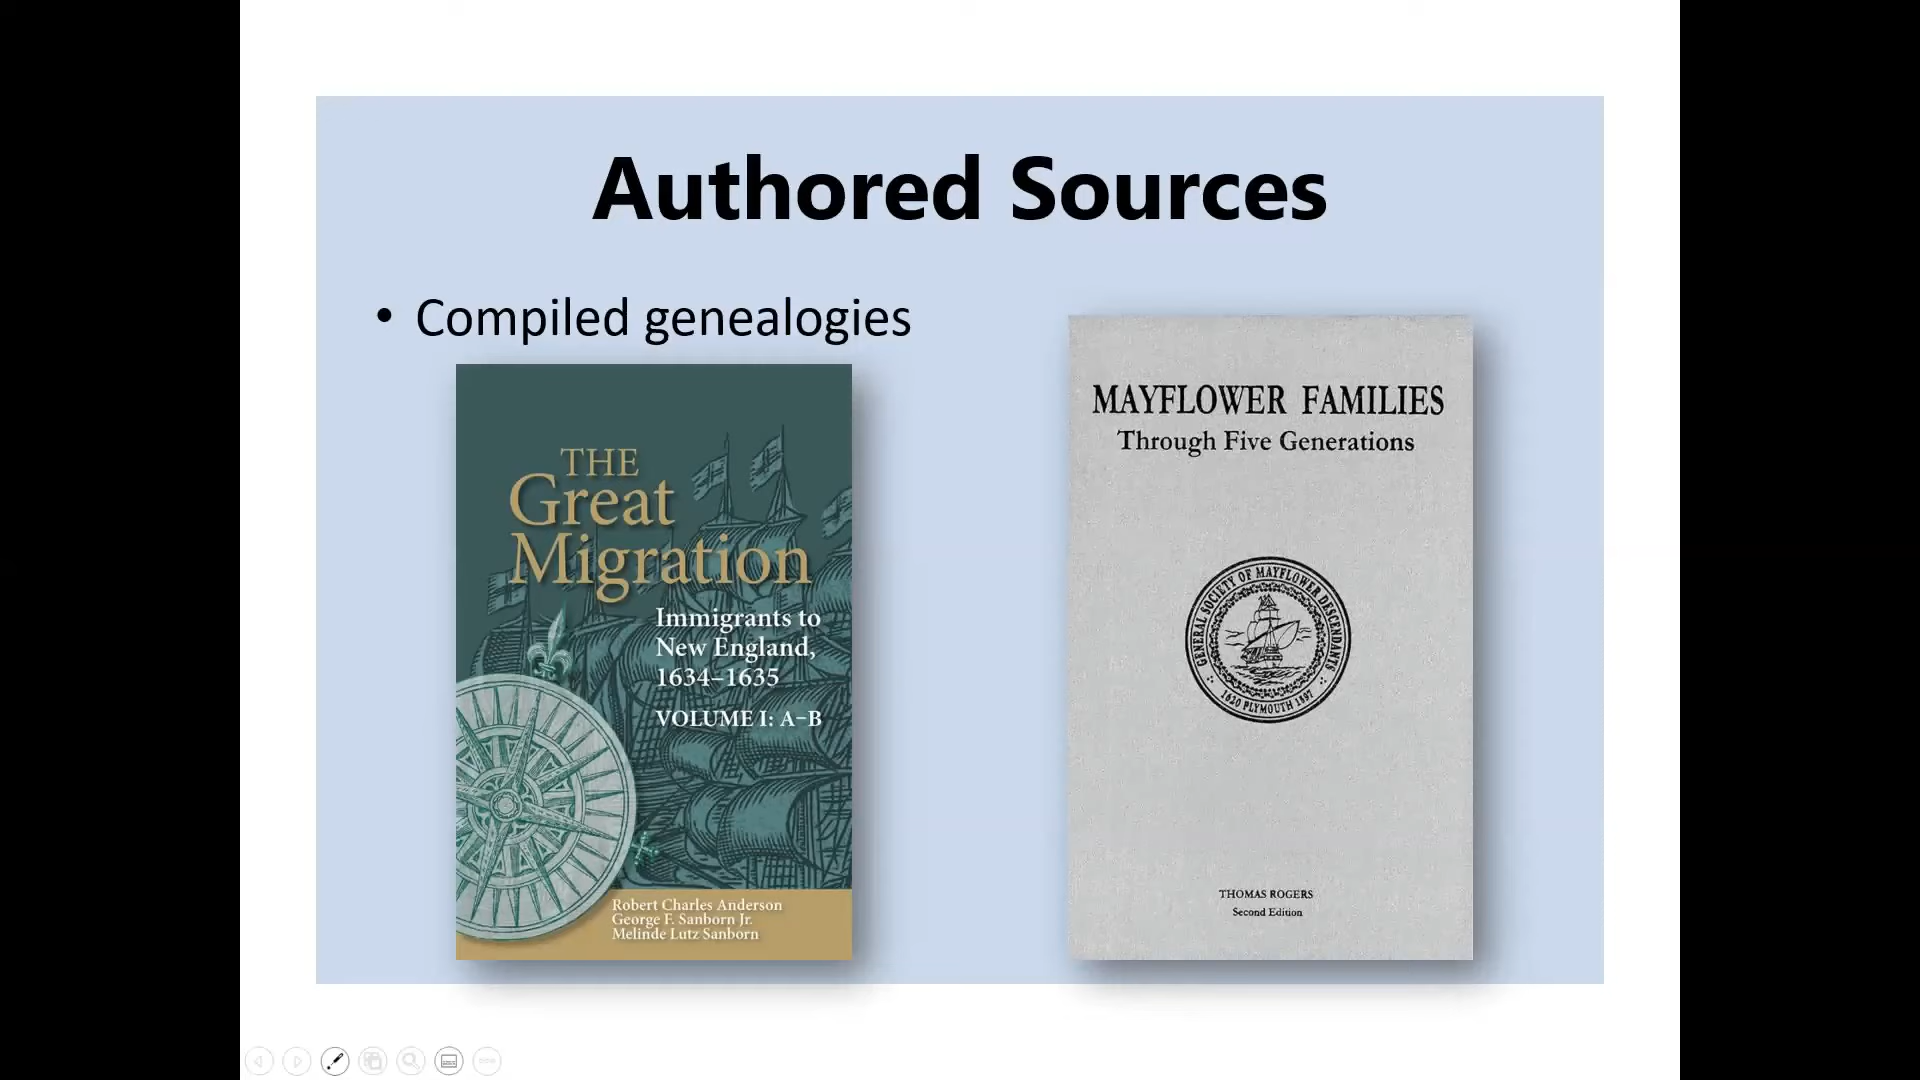 Authored Sources
• Compiled genealogies
THE
Great
Migration
Immigrants to
New England,
1634–1635
VOLUME I: A–B
Robert Charles Anderson
George F. Sanborn Jr.
Melinde Lutz Sanborn
MAYFLOWER FAMILIES
Through Five Generations
GENERAL SOCIETY OF MAYFLOWER DESCENDANTS
1620 PLYMOUTH 1897
THOMAS ROGERS
Second Edition